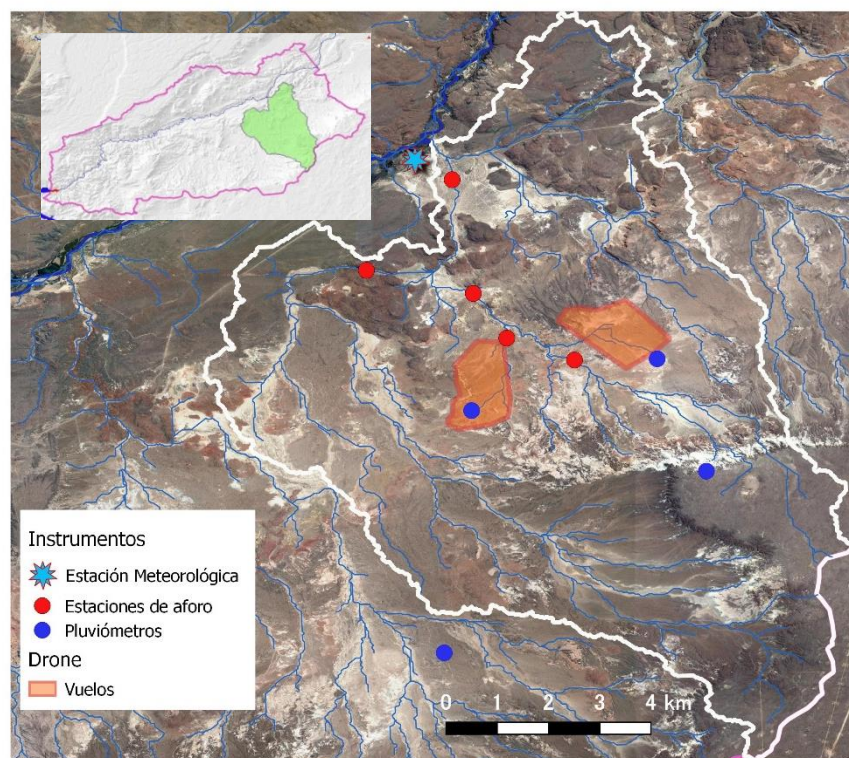 Instrumentos
Estación Meteorológica
Estaciones de aforo
Pluviómetros
Drone
Vuelos
0 1 2 3 4 km